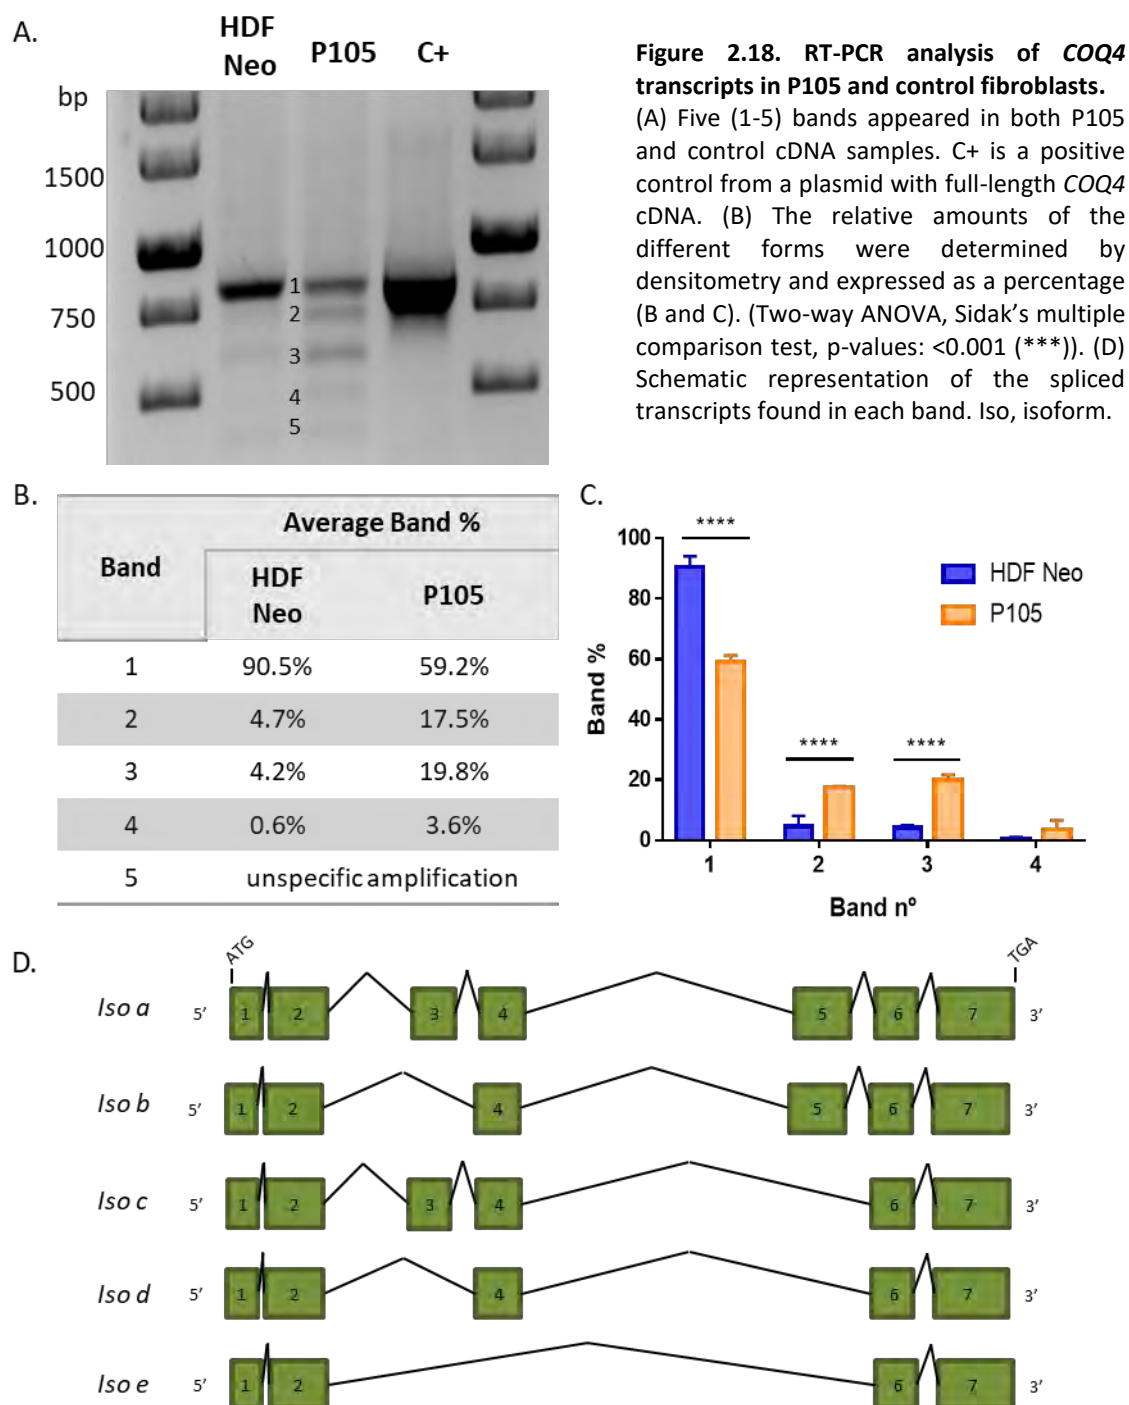 A.
HDF
Neo
P105
C+
bp
1500
1000
750
500
1
2
3
4
5
Figure 2.18. RT-PCR analysis of COQ4
transcripts in P105 and control fibroblasts.
(A) Five (1-5) bands appeared in both P105
and control cDNA samples. C+ is a positive
control from a plasmid with full-length COQ4
cDNA. (B) The relative amounts of the
different forms were determined by
densitometry and expressed as a percentage
(B and C). (Two-way ANOVA, Sidak’s multiple
comparison test, p-values: <0.001 (***)). (D)
Schematic representation of the spliced
transcripts found in each band. Iso, isoform.
B.
Average Band %
Band
HDF
Neo
P105
1 90.5% 59.2%
2 4.7% 17.5%
3 4.2% 19.8%
4 0.6% 3.6%
5 unspecific amplification
C.
Band %
100
80
60
40
20
0
****
****
****
HDF Neo
P105
1 2 3 4
Band nº
D.
ATG
TGA
Iso a 5’ 1 2 3 4 5 6 7 3’
Iso b 5’ 1 2 4 5 6 7 3’
Iso c 5’ 1 2 3 4 6 7 3’
Iso d 5’ 1 2 4 6 7 3’
Iso e 5’ 1 2 6 7 3’